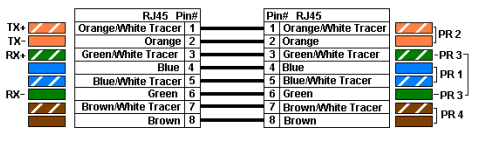 RJ45 Pin# Pin# RJ45
TX+ Orange/White Tracer 1 1 Orange/White Tracer
TX- Orange 2 2 Orange PR 2
RX+ Green/White Tracer 3 3 Green/White Tracer PR 3
Blue 4 4 Blue
Blue/White Tracer 5 5 Blue/White Tracer PR 1
RX- Green 6 6 Green PR 3
Brown/White Tracer 7 7 Brown/White Tracer
Brown 8 8 Brown PR 4